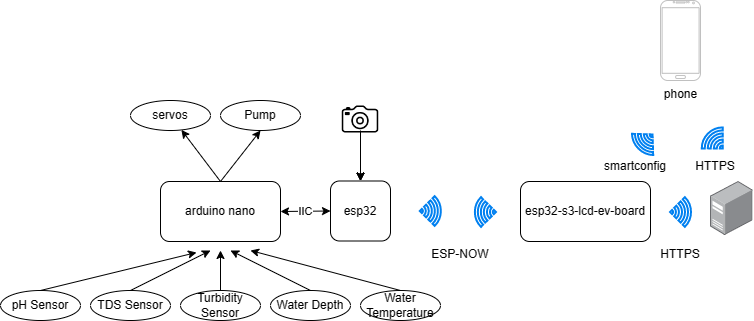 phone
servos
Pump
smartconfig
HTTPS
arduino nano
IIC
esp32
esp32-s3-lcd-ev-board
ESP-NOW
HTTPS
pH Sensor
TDS Sensor
Turbidity
Sensor
Water Depth
Water
Temperature